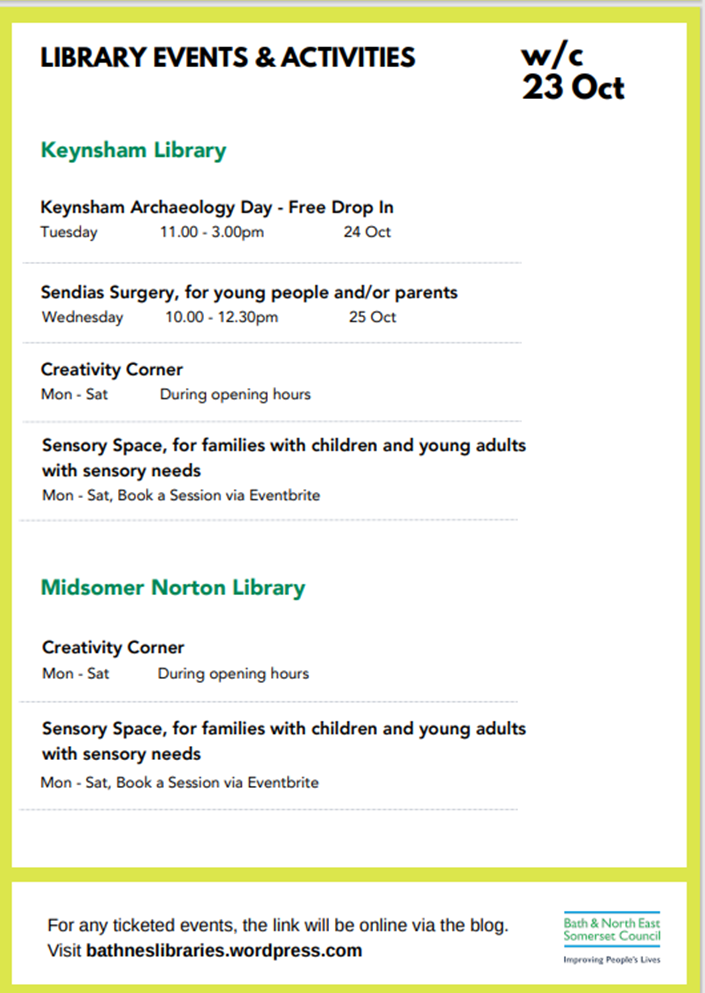 LIBRARY EVENTS & ACTIVITIES
w/c
23 Oct
Keynsham Library
Keynsham Archaeology Day - Free Drop In
Tuesday 11.00 - 3.00pm 24 Oct
Sendias Surgery, for young people and/or parents
Wednesday 10.00 - 12.30pm 25 Oct
Creativity Corner
Mon - Sat During opening hours
Sensory Space, for families with children and young adults
with sensory needs
Mon - Sat, Book a Session via Eventbrite
Midsomer Norton Library
Creativity Corner
Mon - Sat During opening hours
Sensory Space, for families with children and young adults
with sensory needs
Mon - Sat, Book a Session via Eventbrite
For any ticketed events, the link will be online via the blog.
Visit bathneslibraries.wordpress.com
Bath & North East
Somerset Council
Improving People's Lives